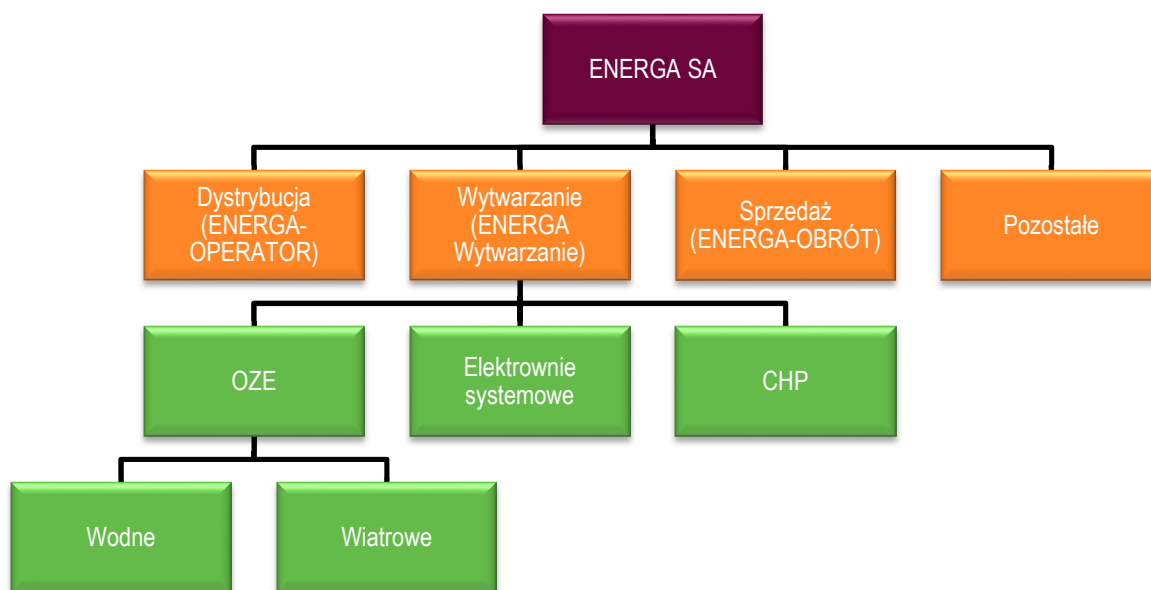 ENERGA SA
Dystrybucja
(ENERGA-
OPERATOR)
Wytwarzanie
(ENERGA
Wytwarzanie)
Sprzedaż
(ENERGA-OBRÓT)
Pozostałe
OZE
Elektrownie
systemowe
CHP
Wodne
Wiatrowe